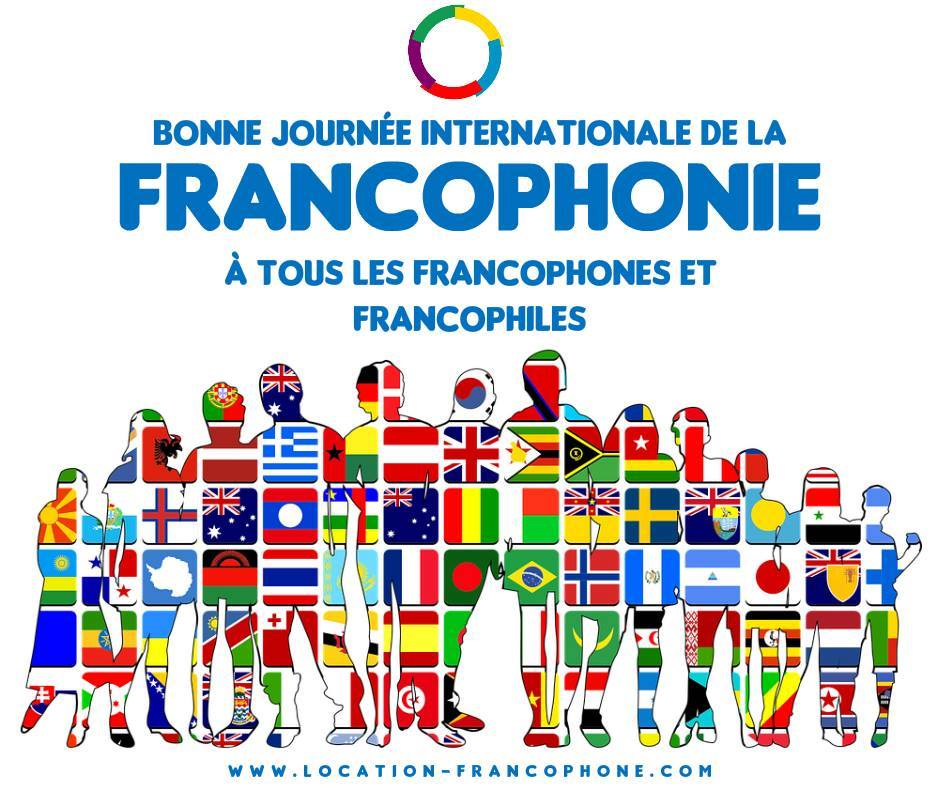 BONNE JOURNÉE INTERNATIONALE DE LA
FRANCOPHONIE
À TOUS LES FRANCOPHONES ET
FRANCOPHILES
WWW.LOCATION-FRANCOPHONE.COM